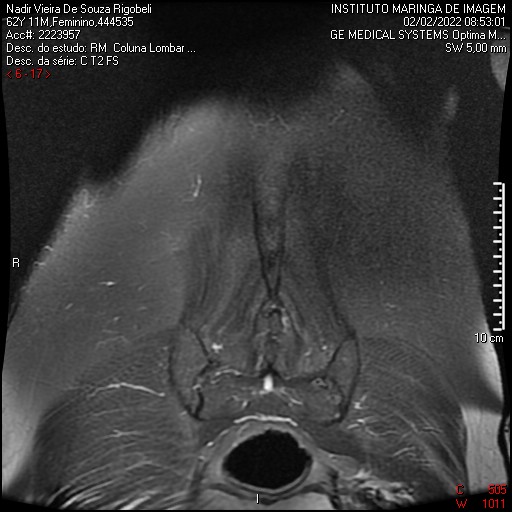 Nadir Vieira De Souza Rigobeli
62Y 11M,Feminino,444535
Acc#: 2223957
Desc. do estudo: RM Coluna Lombar ...
Desc. da série: C T2 FS
< 6 - 17 >
INSTITUTO MARINGA DE IMAGEM
02/02/2022 08:53:01
GE MEDICAL SYSTEMS Optima M...
SW 5,00 mm
R
10 cm
I
C 505
W 1011